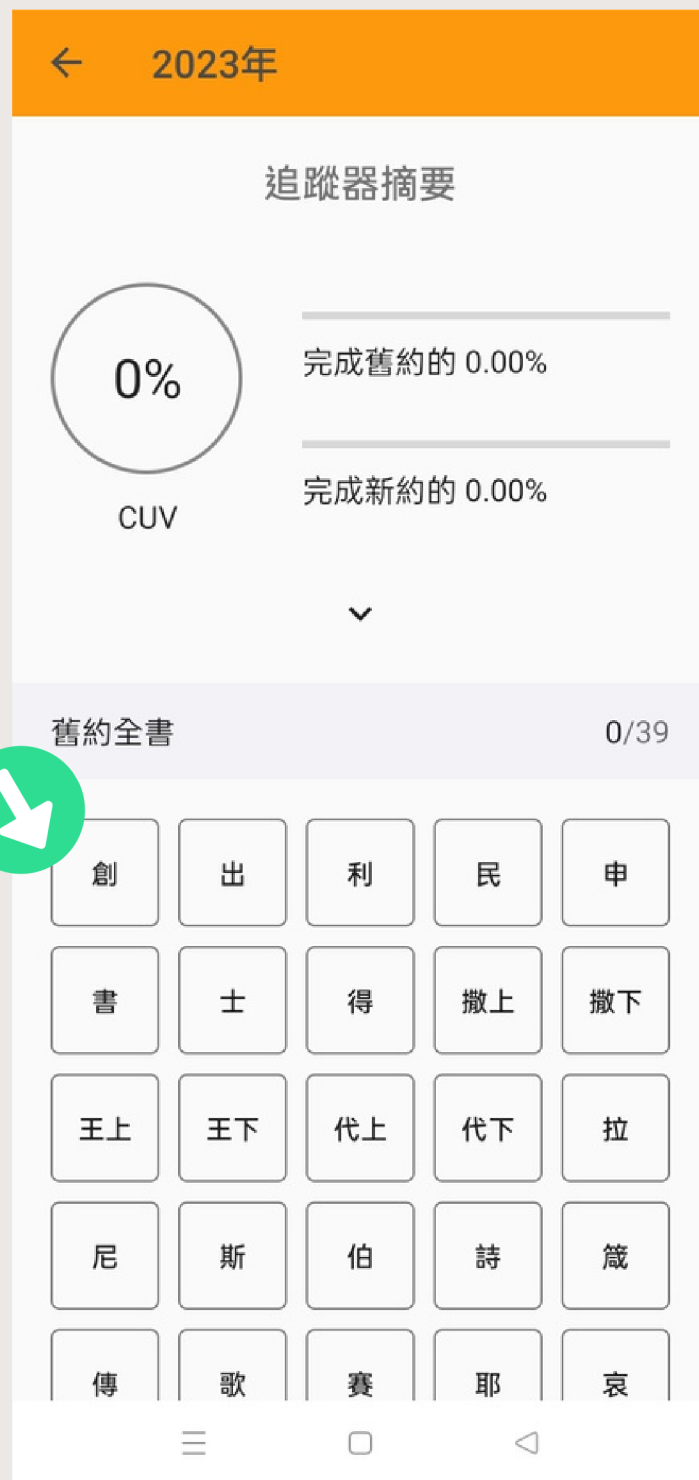 2023年
追蹤器摘要
0%
完成舊約的 0.00%
完成新約的 0.00%
CUV
舊約全書 0/39
創 出 利 民 申
書 士 得 撒上 撒下
王上 王下 代上 代下 拉
尼 斯 伯 詩 箴
傳 歌 賽 耶 哀